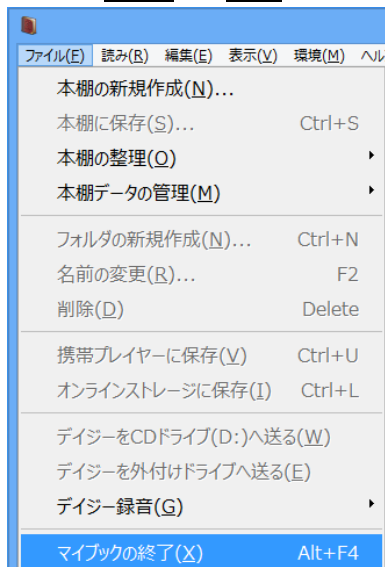 ファイル(F) 読み(R) 編集(E) 表示(V) 環境(M) ヘル
本棚の新規作成(N)...
本棚に保存(S)... Ctrl+S
本棚の整理(O)
本棚データの管理(M)
フォルダの新規作成(N)... Ctrl+N
名前の変更(R)... F2
削除(D) Delete
携帯プレイヤーに保存(V) Ctrl+U
オンラインストレージに保存(I) Ctrl+L
デイジーをCDドライブ(D:)へ送る(W)
デイジーを外付けドライブへ送る(E)
デイジー録音(G)
マイブックの終了(X) Alt+F4